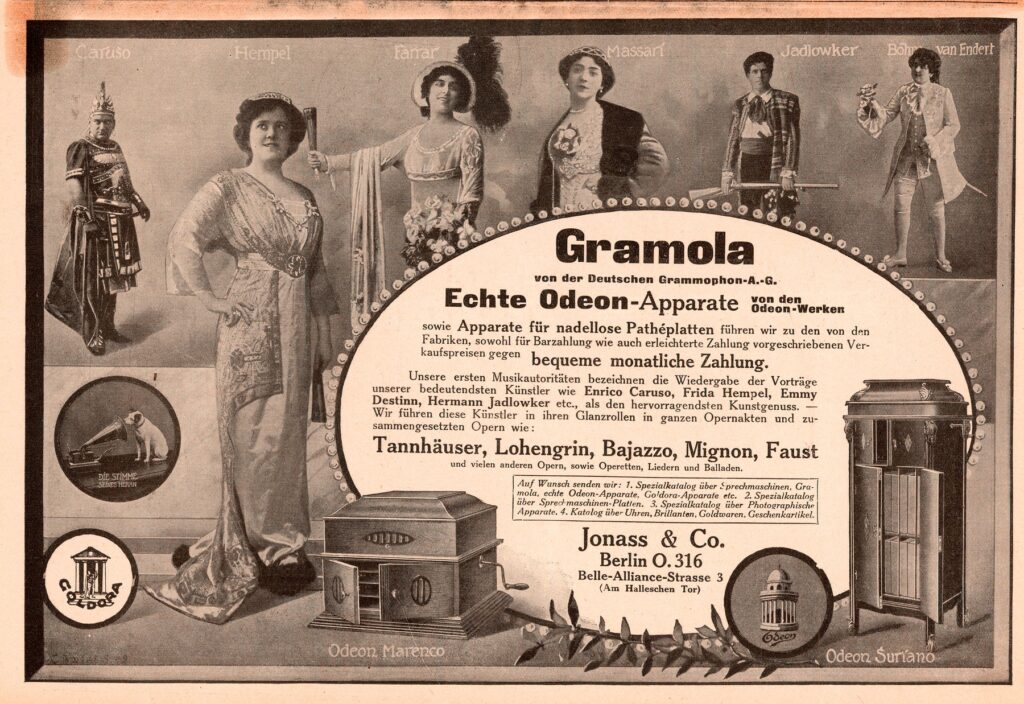 Caruso
Hempel
Farrar
Massari
Jadlowker
Böhm van Endert
Gramola
von der Deutschen Grammophon-A.-G.
Echte Odeon-Apparate von den Odeon-Werken
sowie Apparate für nadellose Pathéplatten führen wir zu den von den
Fabriken, sowohl für Barzahlung wie auch erleichterte Zahlung vorgeschriebenen Ver-
kaufspreisen gegen bequeme monatliche Zahlung.
Unsere ersten Musikautoritäten bezeichnen die Wiedergabe der Vorträge
unserer bedeutendsten Künstler wie Enrico Caruso, Frida Hempel, Emmy
Destinn, Hermann Jadlowker etc., als den hervorragendsten Kunstgenuss. —
Wir führen diese Künstler in ihren Glanzrollen in ganzen Opernakten und zu-
sammengesetzten Opern wie:
Tannhäuser, Lohengrin, Bajazzo, Mignon, Faust
und vielen anderen Opern, sowie Operetten, Liedern und Balladen.
Auf Wunsch senden wir: 1. Spezialkatalog über Sprechmaschinen, Gra-
mola, echte Odeon-Apparate, Goldora-Apparate etc. 2. Spezialkatalog
über Sprechmaschinen-Platten. 3. Spezialkatalog über Photographische
Apparate. 4. Katolog über Uhren, Brillanten, Goldwaren, Geschenkartikel.
Jonass & Co.
Berlin O. 316
Belle-Alliance-Strasse 3
(Am Halleschen Tor)
DIE STIMME
SEINES HERRN
GOLDORA
Odeon
Odeon Marenco
Odeon Suriano